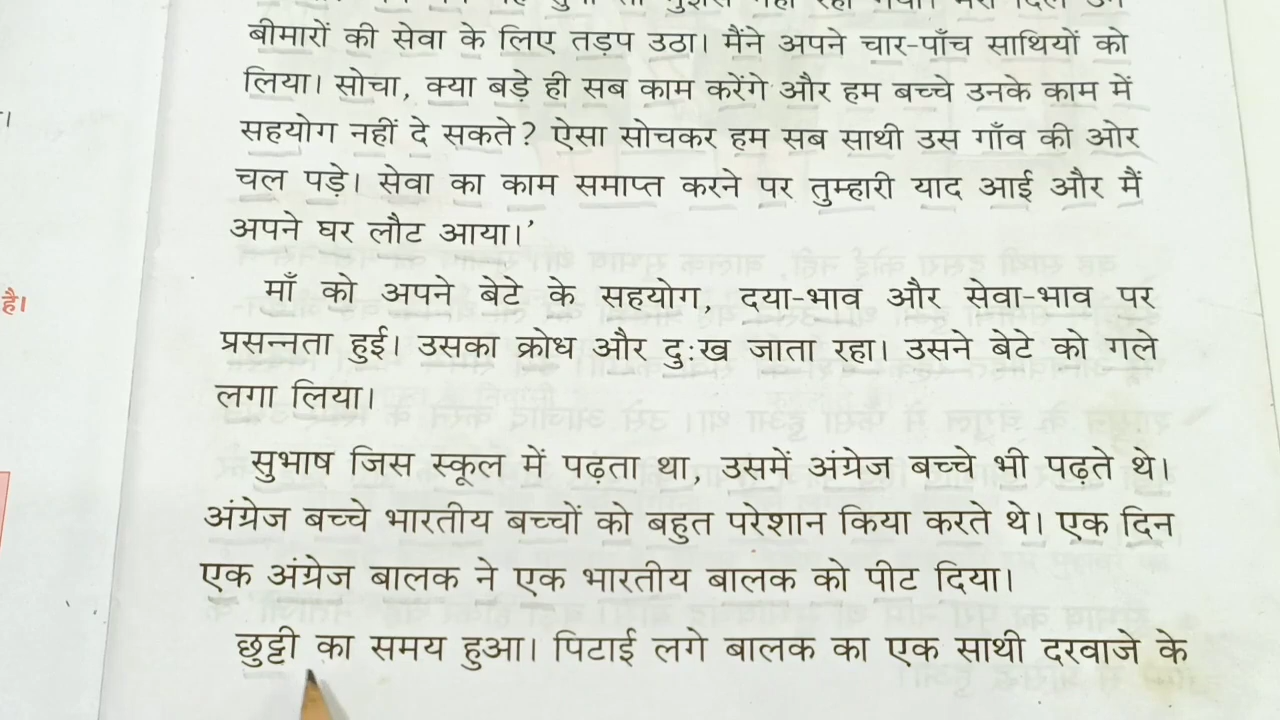 बीमारों की सेवा के लिए तड़प उठा। मैंने अपने चार-पाँच साथियों को
लिया। सोचा, क्या बड़े ही सब काम करेंगे और हम बच्चे उनके काम में
सहयोग नहीं दे सकते? ऐसा सोचकर हम सब साथी उस गाँव की ओर
चल पड़े। सेवा का काम समाप्त करने पर तुम्हारी याद आई और मैं
अपने घर लौट आया।’
माँ को अपने बेटे के सहयोग, दया-भाव और सेवा-भाव पर
है।
प्रसन्नता हुई। उसका क्रोध और दुःख जाता रहा। उसने बेटे को गले
लगा लिया।
सुभाष जिस स्कूल में पढ़ता था, उसमें अंग्रेज बच्चे भी पढ़ते थे।
अंग्रेज बच्चे भारतीय बच्चों को बहुत परेशान किया करते थे। एक दिन
एक अंग्रेज बालक ने एक भारतीय बालक को पीट दिया।
छुट्टी का समय हुआ। पिटाई लगे बालक का एक साथी दरवाजे के